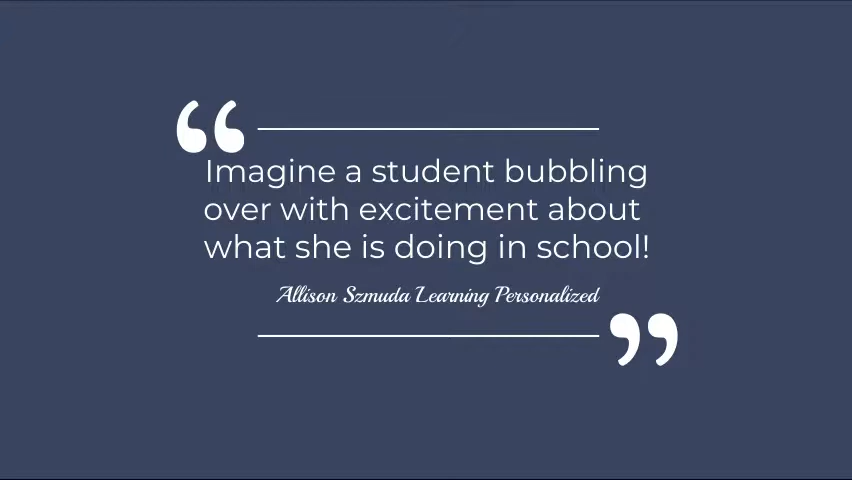 “
Imagine a student bubbling
over with excitement about
what she is doing in school!
Allison Szmuda Learning Personalized
”